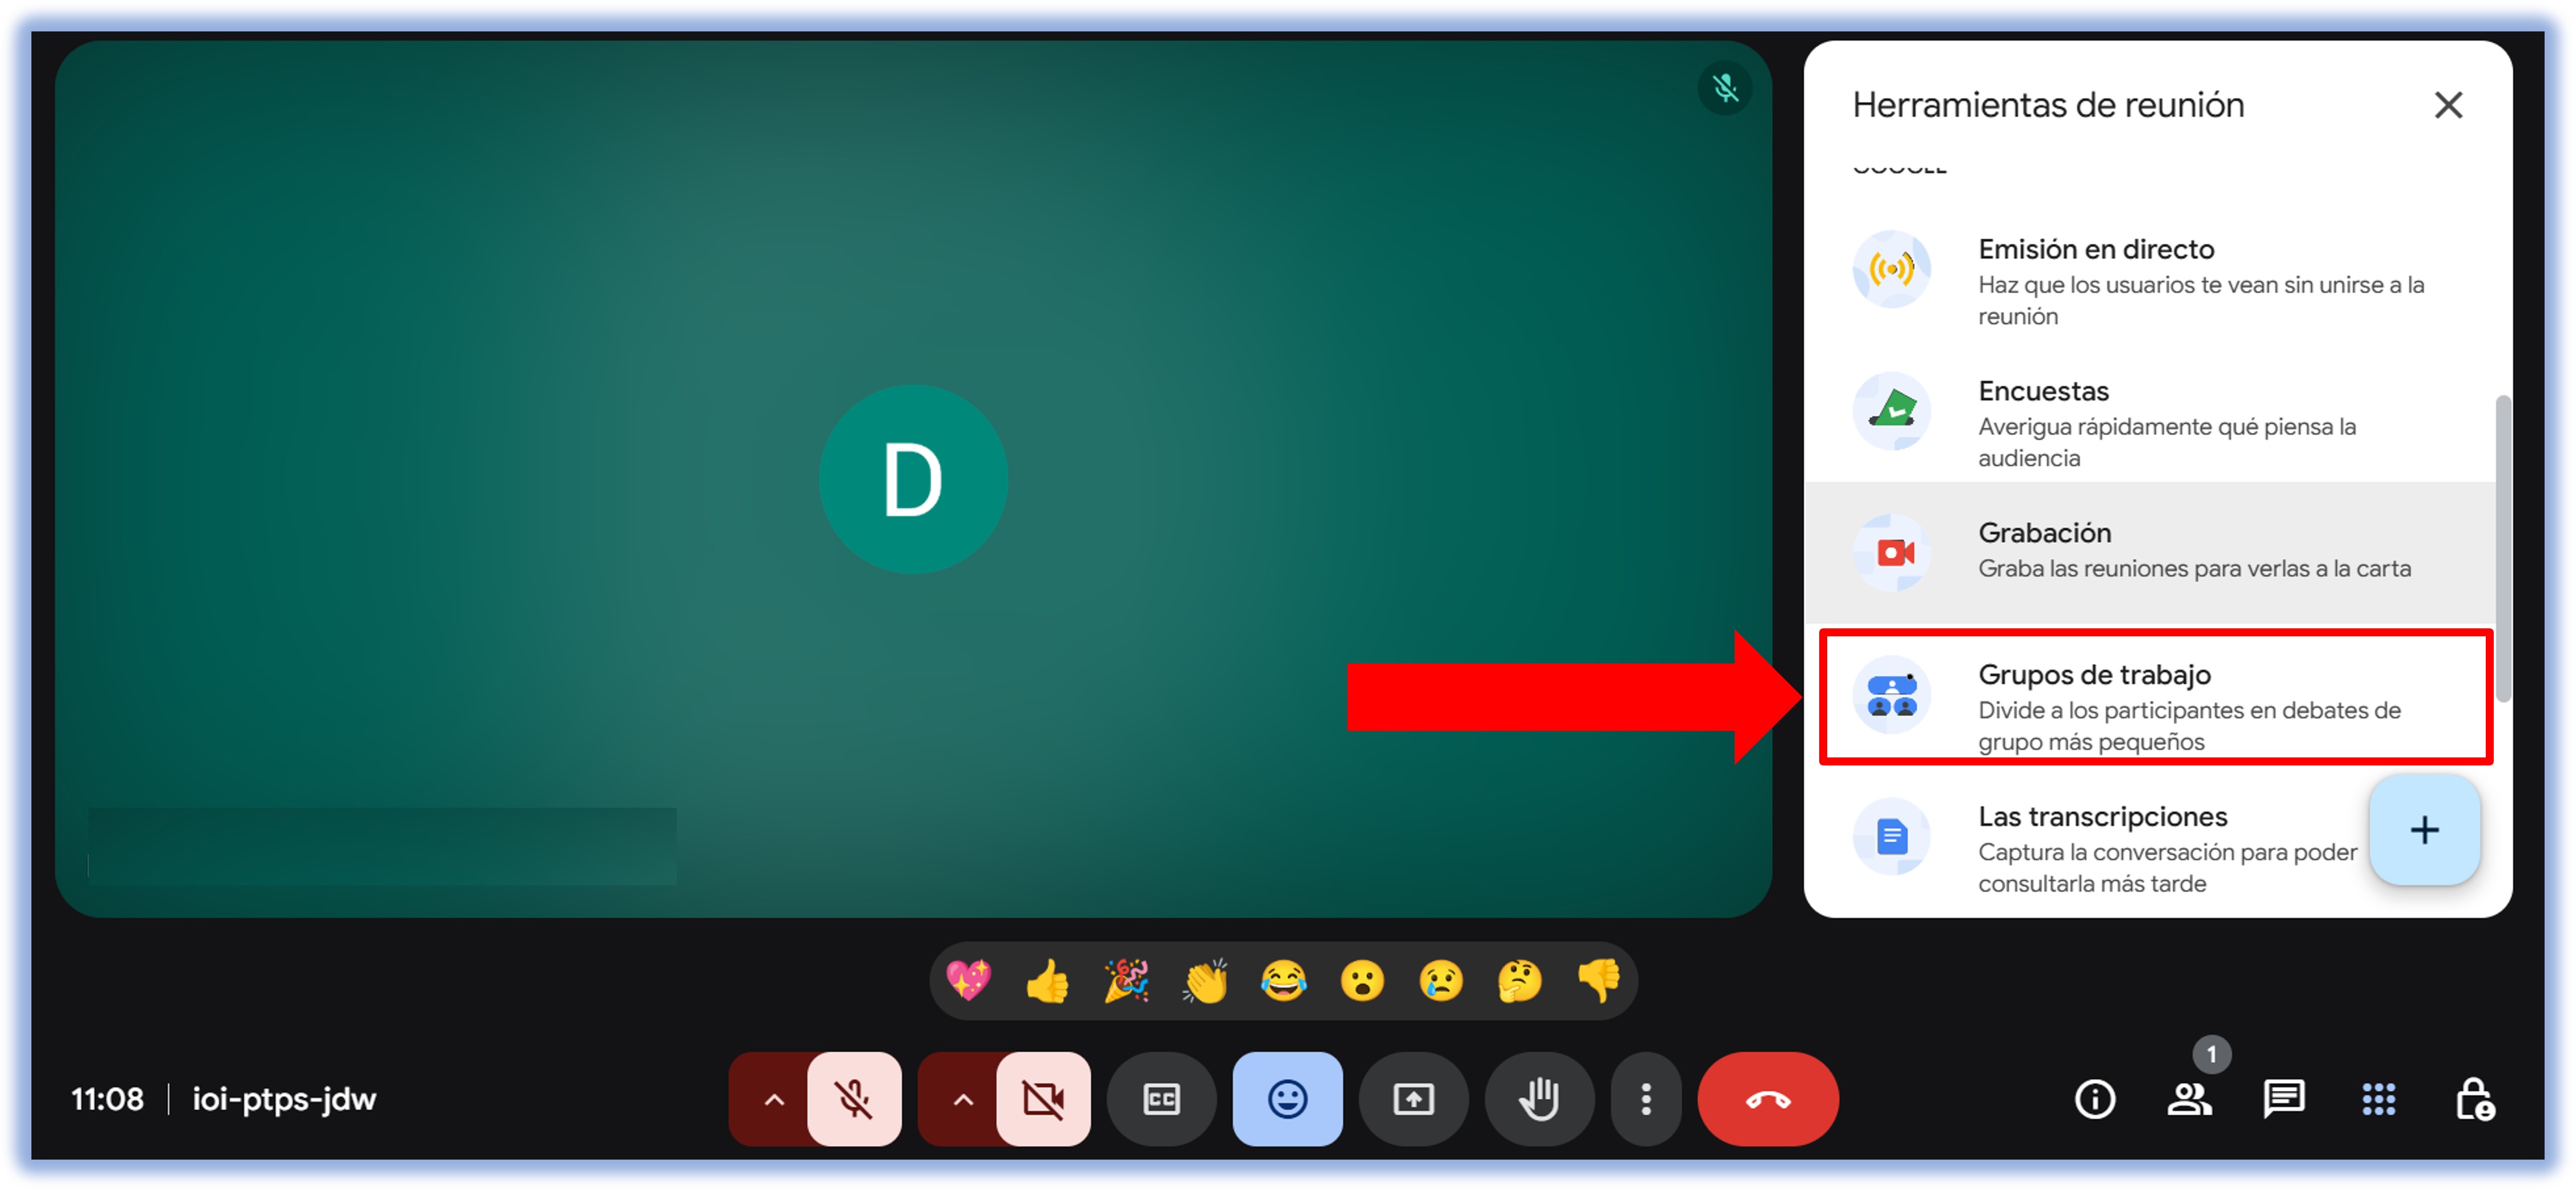 Herramientas de reunión
Emisión en directo
Haz que los usuarios te vean sin unirse a la
reunión
Encuestas
Averigua rápidamente qué piensa la
audiencia
Grabación
Graba las reuniones para verlas a la carta
Grupos de trabajo
Divide a los participantes en debates de
grupo más pequeños
Las transcripciones
Captura la conversación para poder
consultarla más tarde
D
1
11:08 | ioi-ptps-jdw
CC